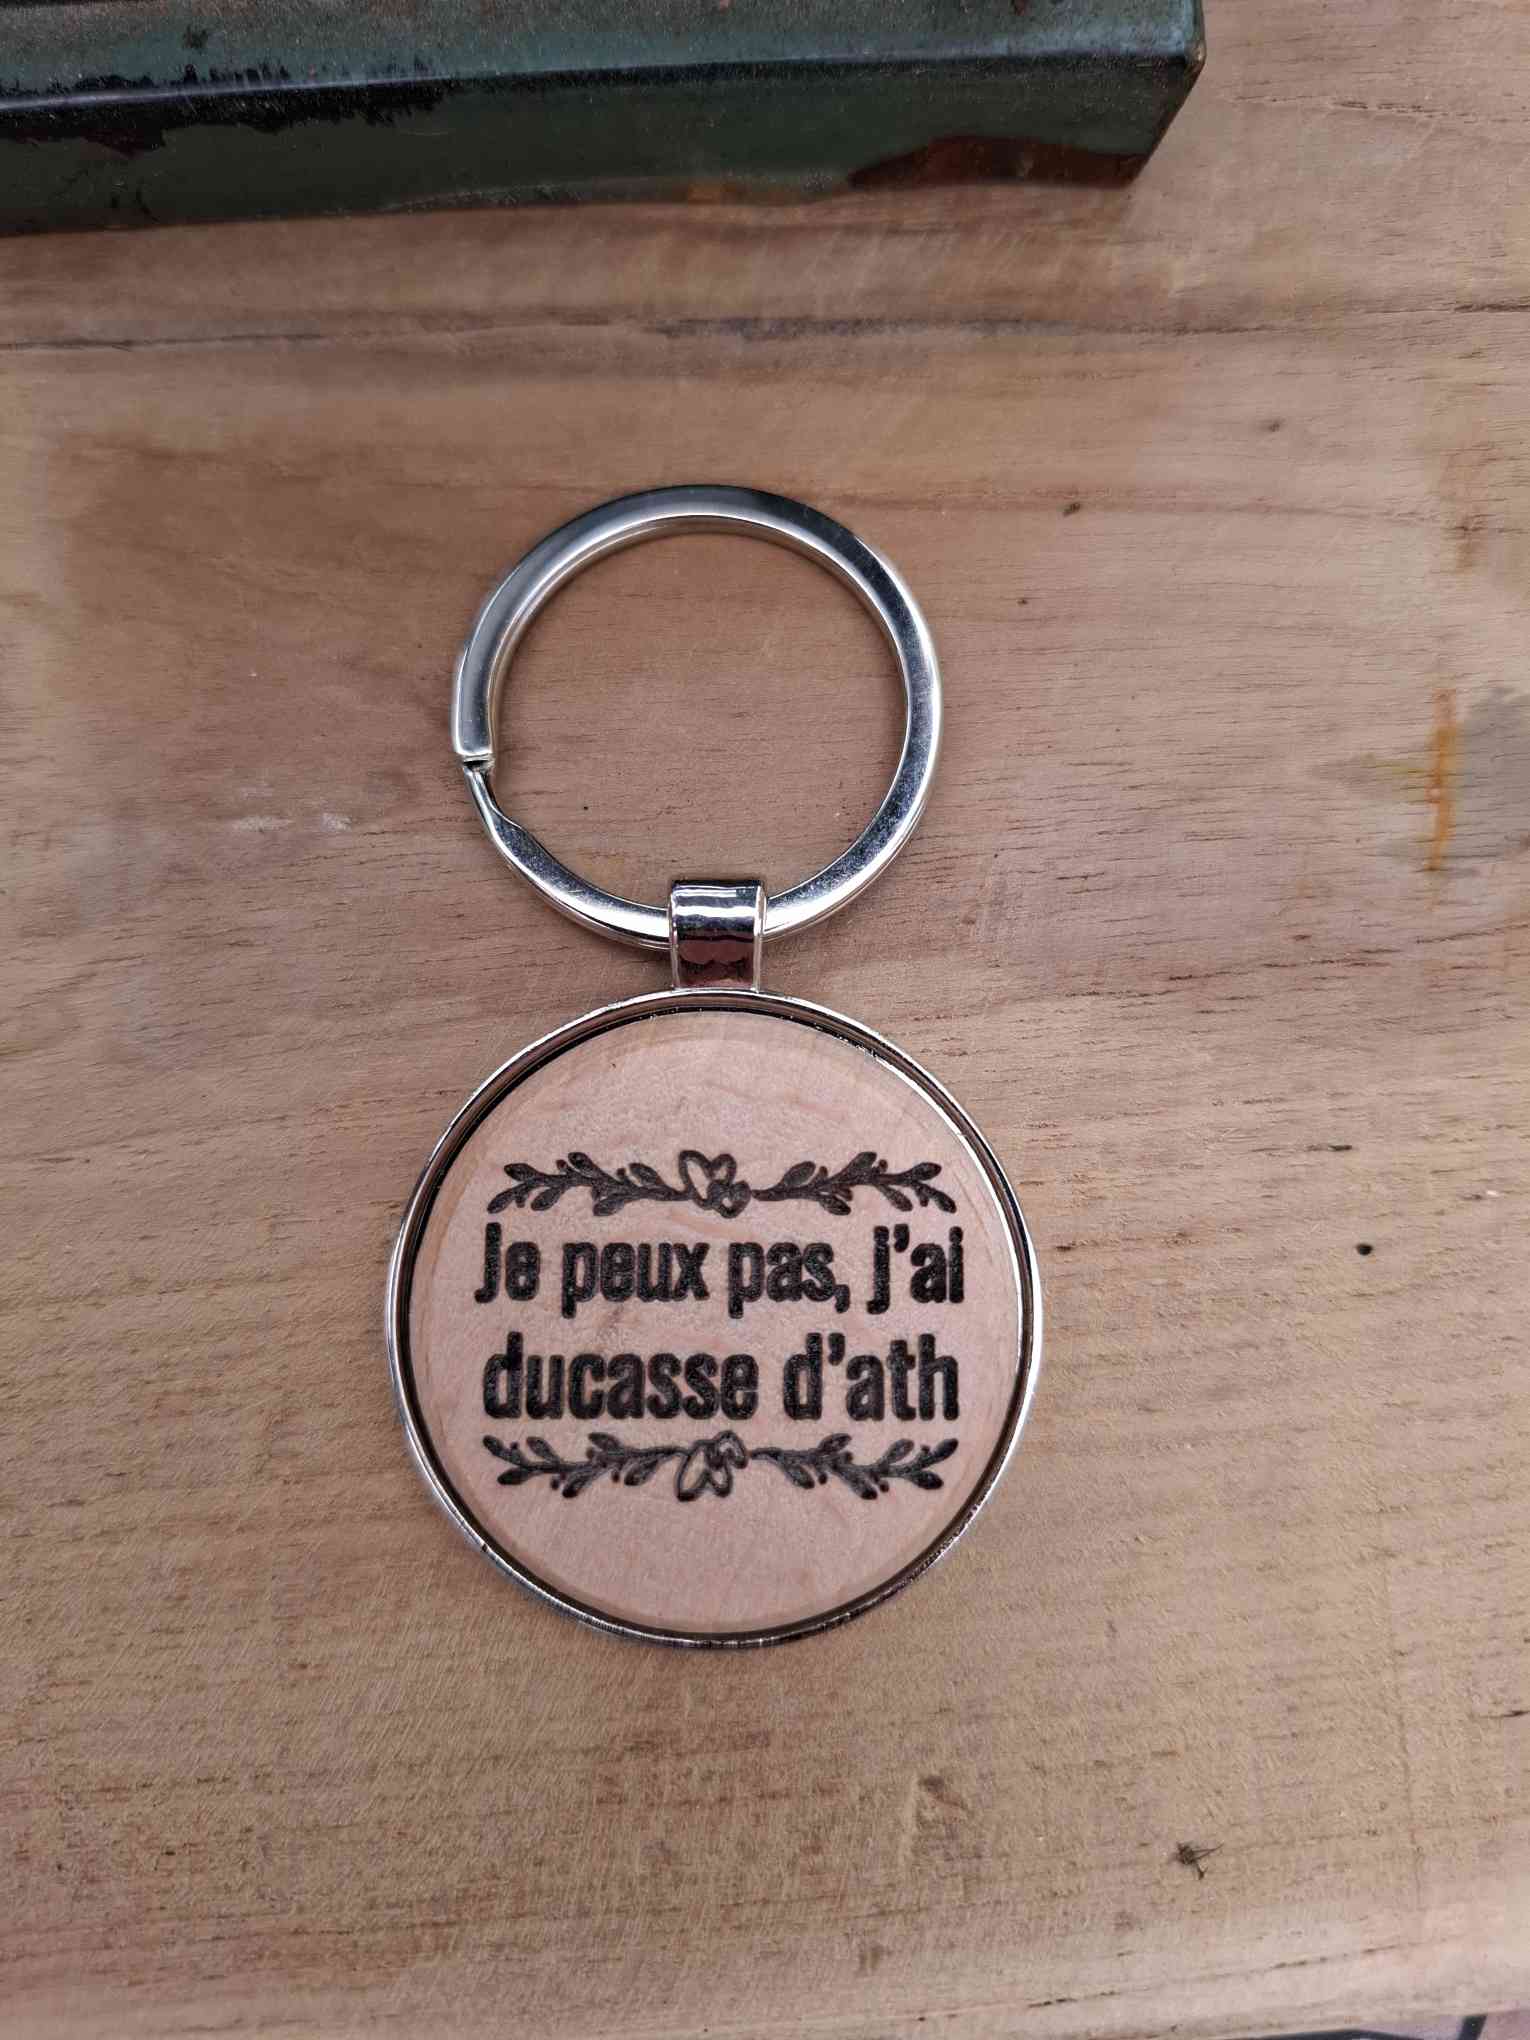 Je peux pas, j'ai
ducasse d'ath